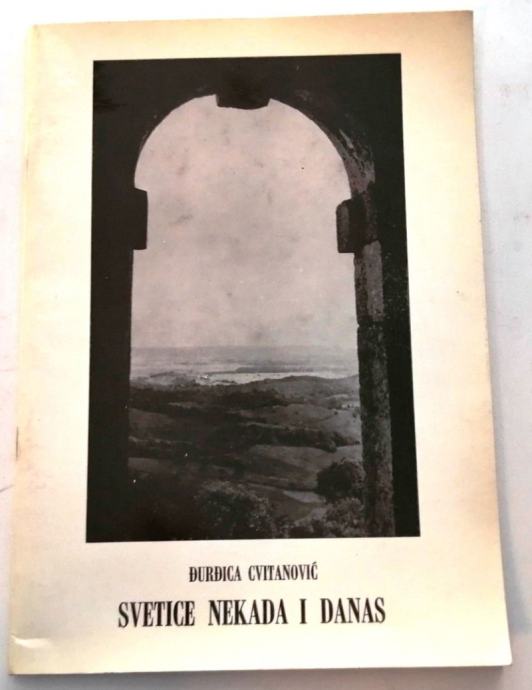 ĐURĐICA CVITANOVIĆ
SVETICE NEKADA I DANAS